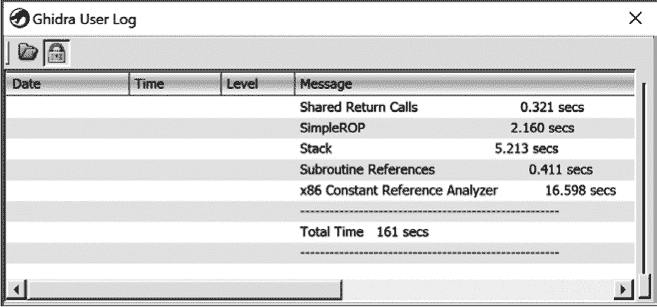 Ghidra User Log
Date Time Level Message
Shared Return Calls 0.321 secs
SimpleROP 2.160 secs
Stack 5.213 secs
Subroutine References 0.411 secs
x86 Constant Reference Analyzer 16.598 secs
------------------------------------------------------------
Total Time 161 secs
------------------------------------------------------------